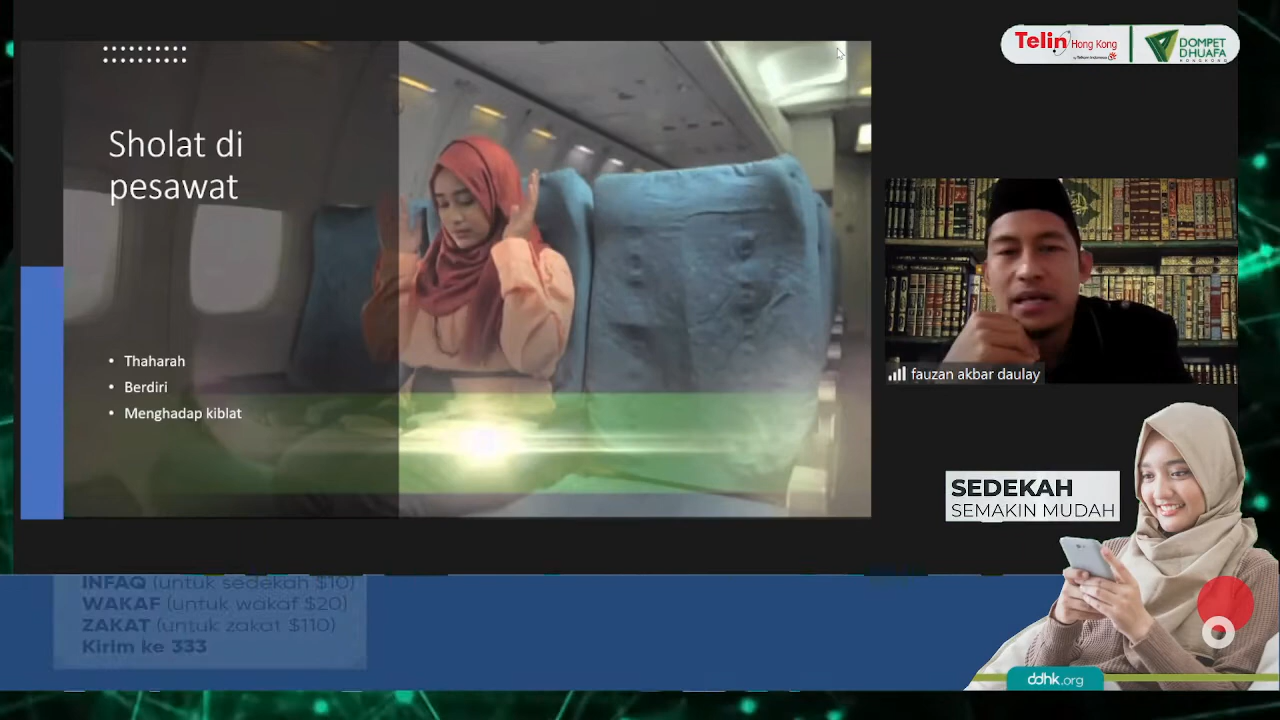 Sholat di
pesawat
• Thaharah
• Berdiri
• Menghadap kiblat
Telin Hong Kong
DOMPET
DHUAFA
HONGKONG
fauzan akbar daulay
SEDEKAH
SEMAKIN MUDAH
INFAQ (untuk sedekah $10)
WAKAF (untuk wakaf $20)
ZAKAT (untuk zakat $110)
Kirim ke 333
ddhk.org